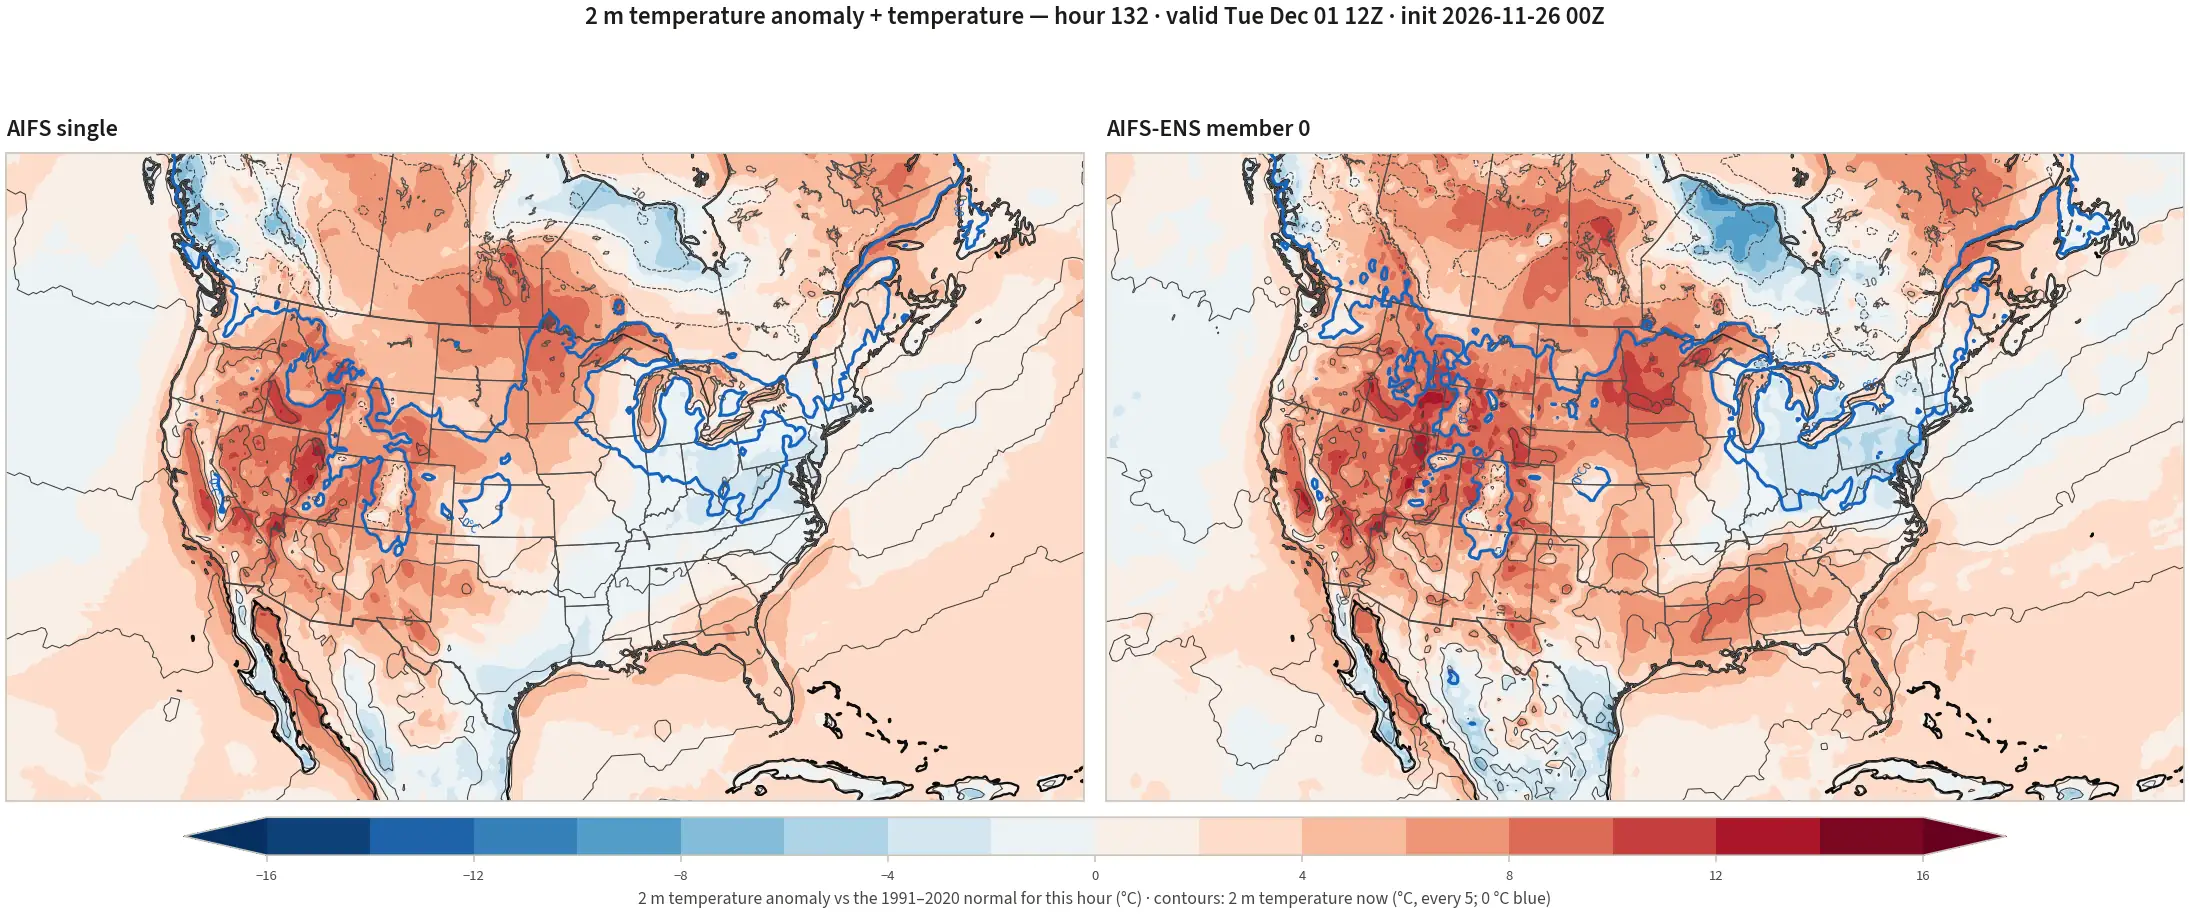 2 m temperature anomaly + temperature — hour 132 · valid Tue Dec 01 12Z · init 2026-11-26 00Z
AIFS single
AIFS-ENS member 0
−16
−12
−8
−4
0
4
8
12
16
2 m temperature anomaly vs the 1991–2020 normal for this hour (°C) · contours: 2 m temperature now (°C, every 5; 0 °C blue)